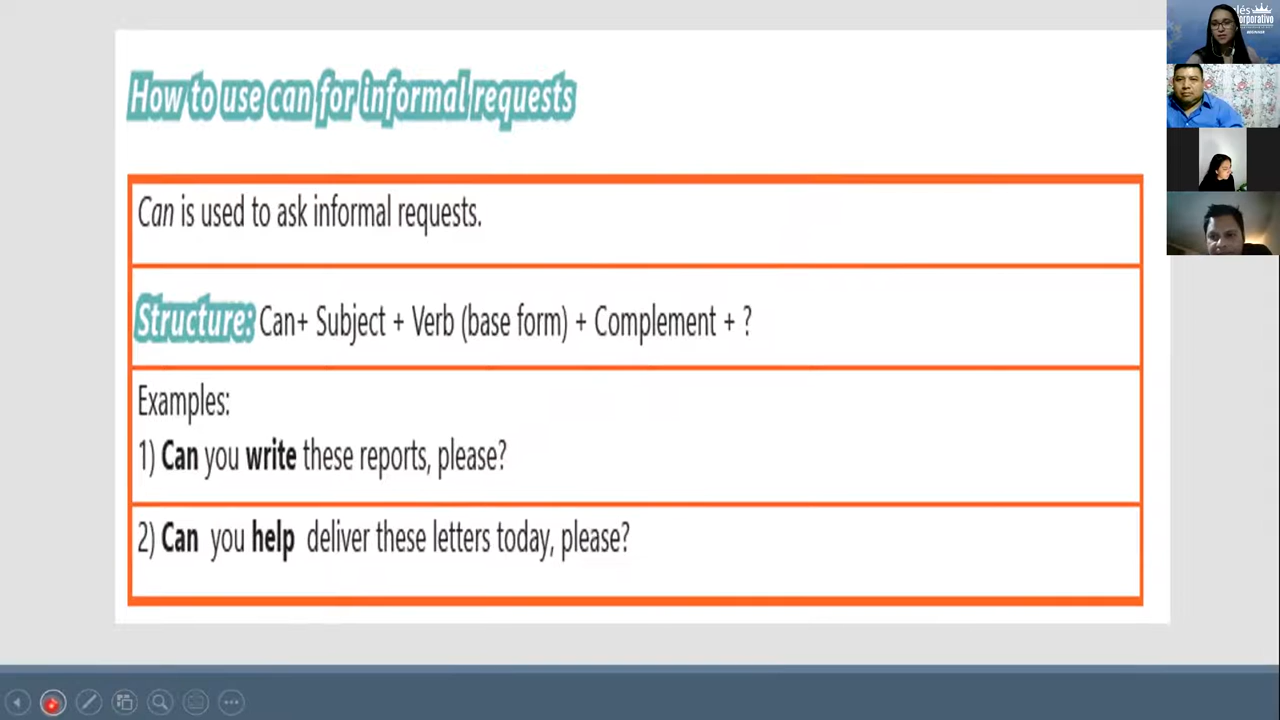 How to use can for informal requests
Can is used to ask informal requests.
Structure: Can+ Subject + Verb (base form) + Complement + ?
Examples:
1) Can you write these reports, please?
2) Can you help deliver these letters today, please?